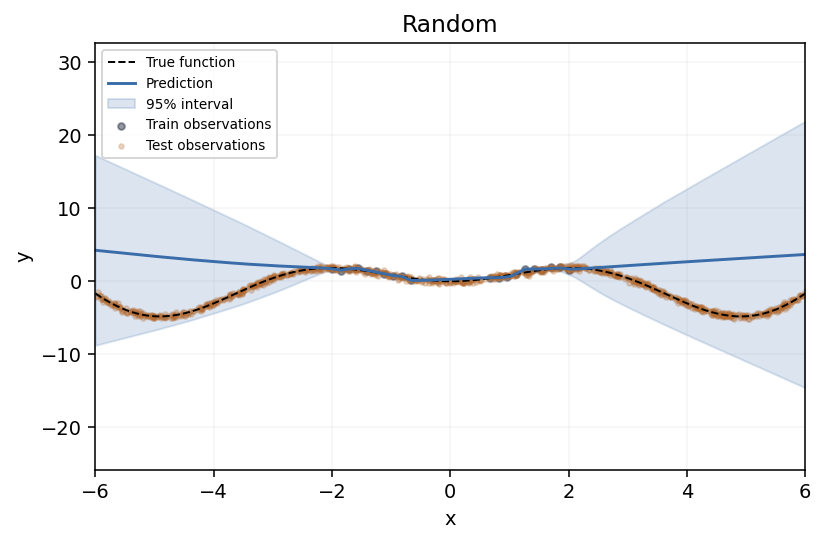 Random
True function
Prediction
95% interval
Train observations
Test observations
30
20
10
0
−10
−20
y
−6
−4
−2
0
2
4
6
x